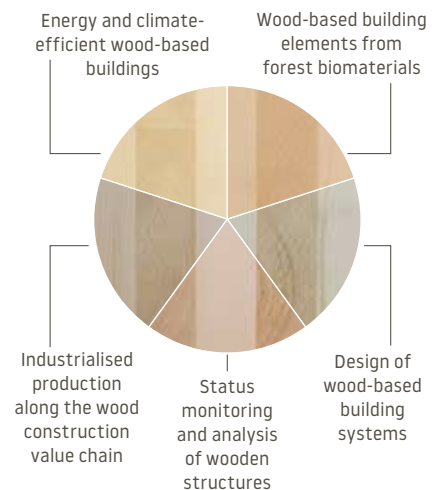 Energy and climate-
efficient wood-based
buildings
Wood-based building
elements from
forest biomaterials
Industrialised
production
along the wood
construction
value chain
Status
monitoring
and analysis
of wooden
structures
Design of
wood-based
building
systems